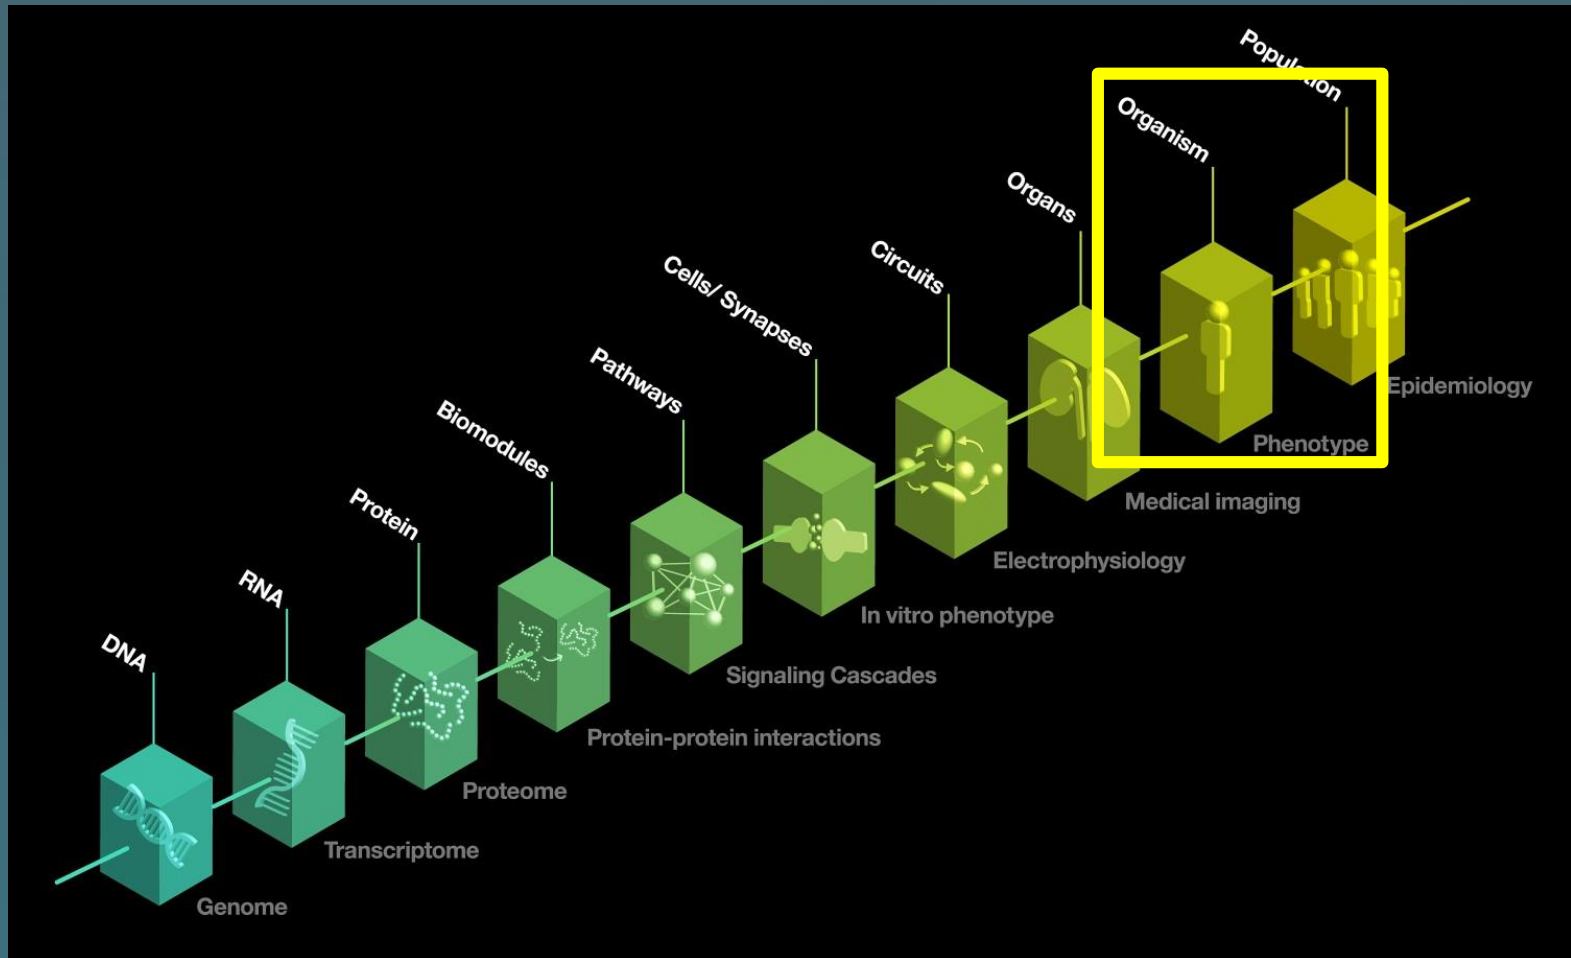 Population
Organism
Organs
Circuits
Cells/ Synapses
Pathways
Biomodules
Protein
RNA
DNA
Epidemiology
Phenotype
Medical imaging
Electrophysiology
In vitro phenotype
Signaling Cascades
Protein-protein interactions
Proteome
Transcriptome
Genome